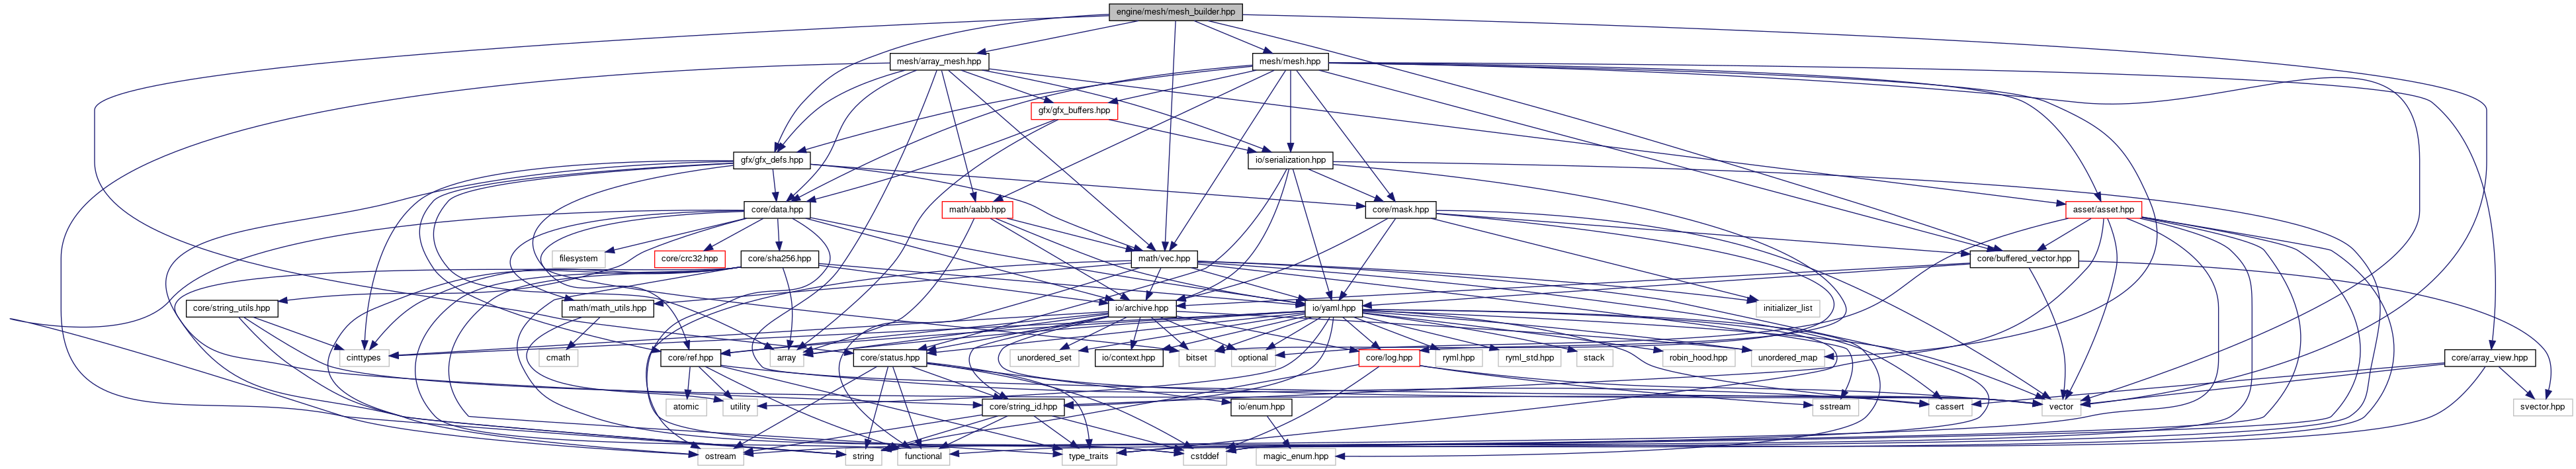 engine/mesh/mesh_builder.hpp
mesh/array_mesh.hpp
mesh/mesh.hpp
gfx/gfx_buffers.hpp
gfx/gfx_defs.hpp
io/serialization.hpp
core/data.hpp
math/aabb.hpp
core/mask.hpp
asset/asset.hpp
filesystem
core/crc32.hpp
core/sha256.hpp
math/vec.hpp
core/buffered_vector.hpp
core/string_utils.hpp
math/math_utils.hpp
io/archive.hpp
io/yaml.hpp
initializer_list
cinttypes
cmath
core/ref.hpp
array
core/status.hpp
unordered_set
io/context.hpp
bitset
optional
core/log.hpp
ryml.hpp
ryml_std.hpp
stack
robin_hood.hpp
unordered_map
core/array_view.hpp
atomic
utility
core/string_id.hpp
io/enum.hpp
sstream
cassert
vector
svector.hpp
ostream
string
functional
type_traits
cstddef
magic_enum.hpp